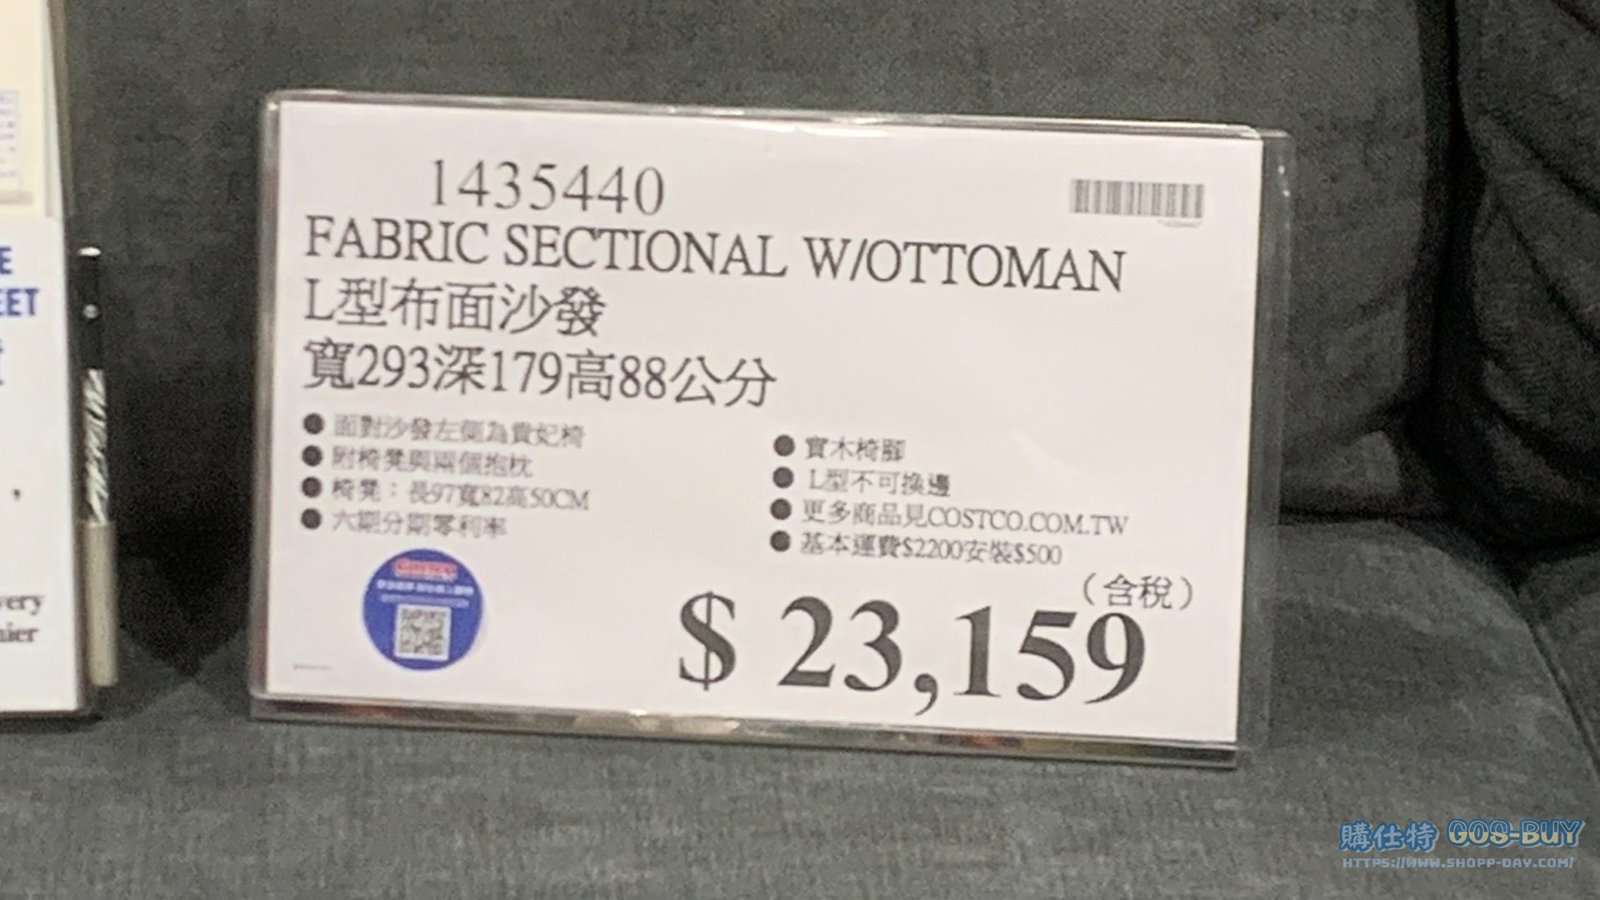 1435440
FABRIC SECTIONAL W/OTTOMAN
L型布面沙發
寬293深179高88公分
● 面對沙發左側為貴妃椅
● 附椅凳與兩個抱枕
● 椅凳：長97寬82高50CM
● 六期分期零利率
● 實木椅腳
● L型不可換邊
● 更多商品見COSTCO.COM.TW
● 基本運費$2200安裝$500
（含稅）
$ 23,159
E
EET
very
nier
購仕特 GOS-BUY
HTTPS://WWW.SHOPP-DAY.COM/